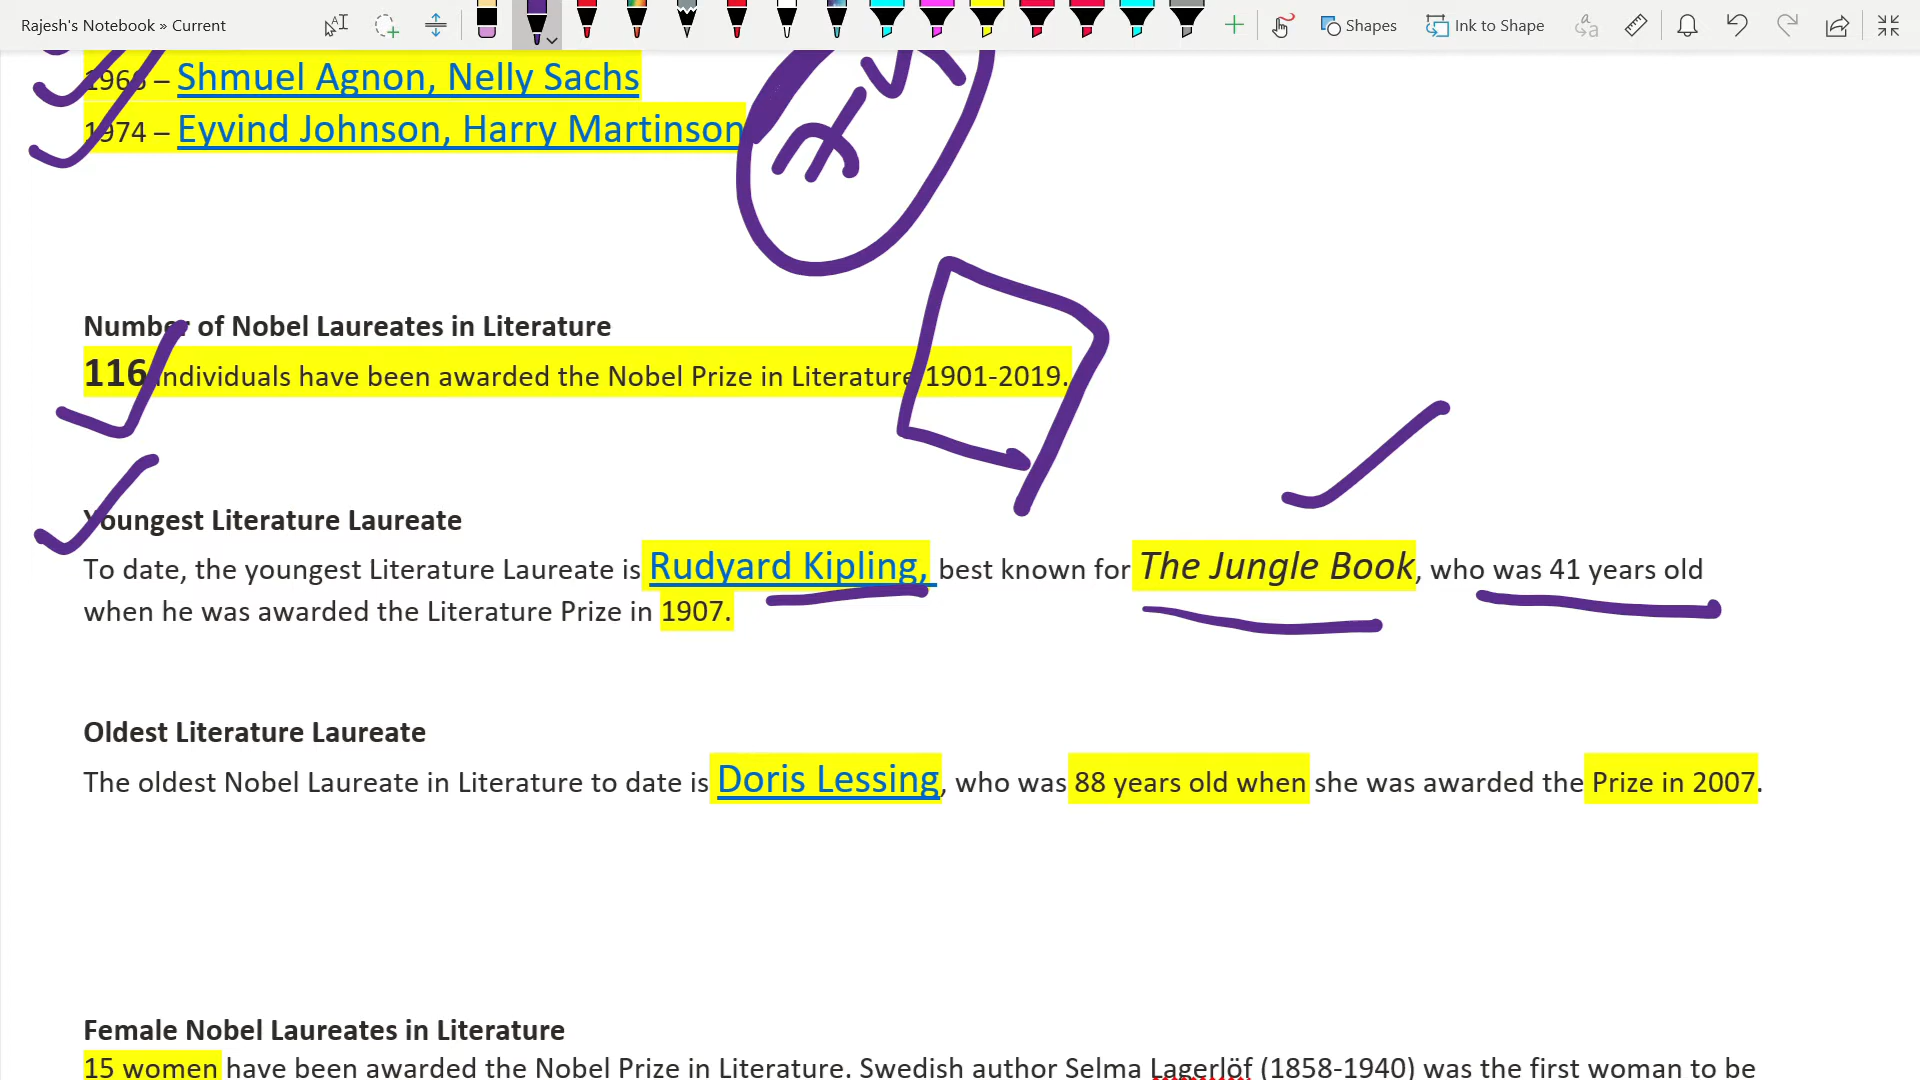 Rajesh's Notebook » Current
Shapes
Ink to Shape
1966 – Shmuel Agnon, Nelly Sachs
1974 – Eyvind Johnson, Harry Martinson
Number of Nobel Laureates in Literature
116 individuals have been awarded the Nobel Prize in Literature 1901-2019.
Youngest Literature Laureate
To date, the youngest Literature Laureate is Rudyard Kipling, best known for The Jungle Book, who was 41 years old
when he was awarded the Literature Prize in 1907.
Oldest Literature Laureate
The oldest Nobel Laureate in Literature to date is Doris Lessing, who was 88 years old when she was awarded the Prize in 2007.
Female Nobel Laureates in Literature
15 women have been awarded the Nobel Prize in Literature. Swedish author Selma Lagerlöf (1858-1940) was the first woman to be